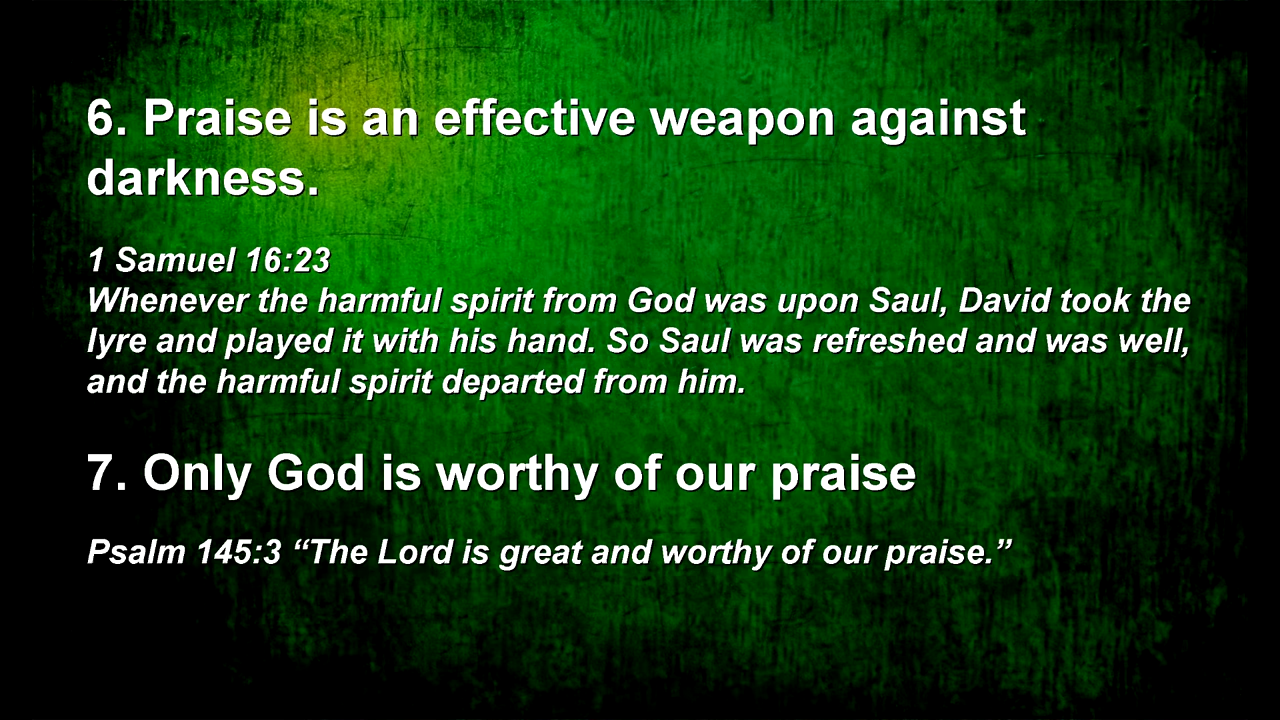 6. Praise is an effective weapon against
darkness.
1 Samuel 16:23
Whenever the harmful spirit from God was upon Saul, David took the
lyre and played it with his hand. So Saul was refreshed and was well,
and the harmful spirit departed from him.
7. Only God is worthy of our praise
Psalm 145:3 “The Lord is great and worthy of our praise.”